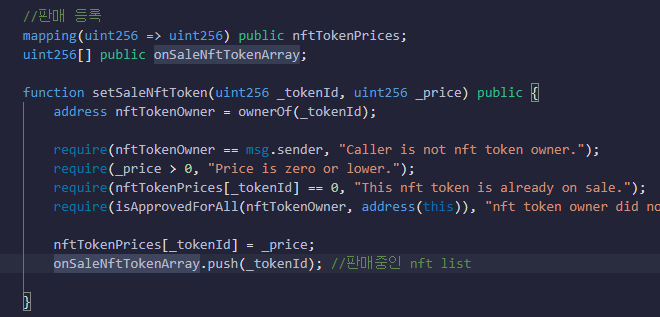 //판매 등록
mapping(uint256 => uint256) public nftTokenPrices;
uint256[] public onSaleNftTokenArray;
function setSaleNftToken(uint256 _tokenId, uint256 _price) public {
address nftTokenOwner = ownerOf(_tokenId);
require(nftTokenOwner == msg.sender, "Caller is not nft token owner.");
require(_price > 0, "Price is zero or lower.");
require(nftTokenPrices[_tokenId] == 0, "This nft token is already on sale.");
require(isApprovedForAll(nftTokenOwner, address(this)), "nft token owner did no
nftTokenPrices[_tokenId] = _price;
onSaleNftTokenArray.push(_tokenId); //판매중인 nft list
}